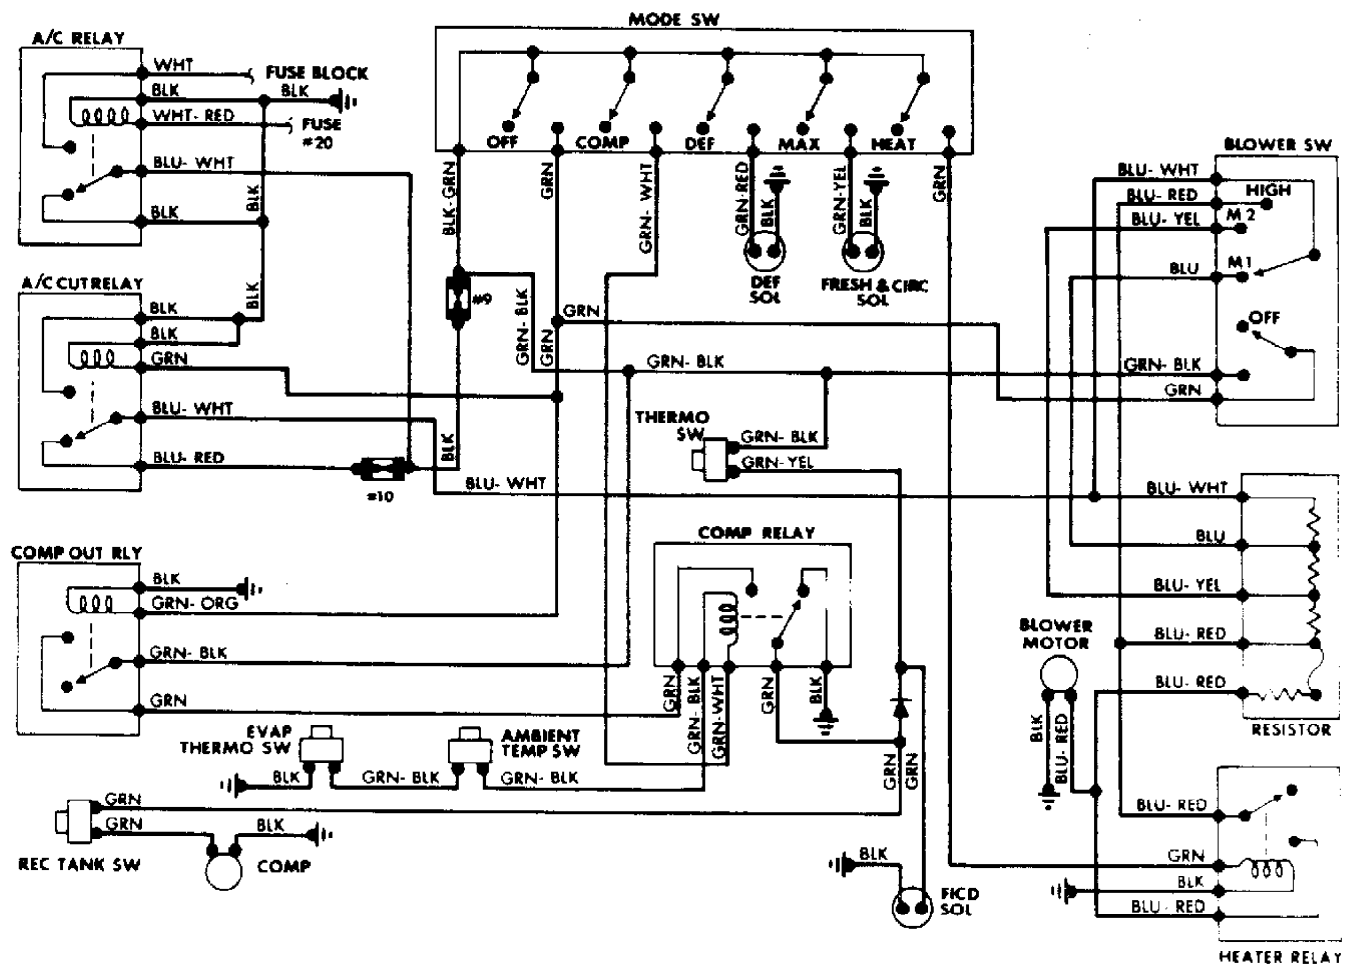 MODE SW
A/C RELAY
WHT
FUSE BLOCK
BLK
BLK
WHT- RED
FUSE
#20
BLU- WHT
BLK
BLK
OFF
COMP
DEF
MAX
HEAT
BLK- GRN
GRN
GRN- WHT
GRN-RED
BLK
GRN-YEL
BLK
GRN
DEF
SOL
FRESH & CIRC
SOL
BLOWER SW
BLU- WHT
BLU- RED
HIGH
BLU- YEL
M 2
BLU
M 1
OFF
GRN- BLK
GRN
A/C CUT RELAY
BLK
BLK
BLK
GRN
BLU- WHT
BLU- RED
#10
#9
BLK
GRN- BLK
GRN
GRN
GRN- BLK
THERMO
SW
GRN- BLK
GRN-YEL
BLU- WHT
BLU- WHT
BLU
BLU- YEL
BLU- RED
BLU- RED
RESISTOR
COMP OUT RLY
BLK
GRN- ORG
GRN- BLK
GRN
COMP RELAY
GRN
GRN- BLK
GRN-WHT
GRN
BLK
GRN
GRN
BLOWER
MOTOR
BLK
BLU- RED
EVAP
THERMO SW
AMBIENT
TEMP SW
BLK
GRN- BLK
GRN- BLK
GRN
GRN
BLK
REC TANK SW
COMP
BLK
FICD
SOL
BLU- RED
GRN
BLK
BLU- RED
HEATER RELAY